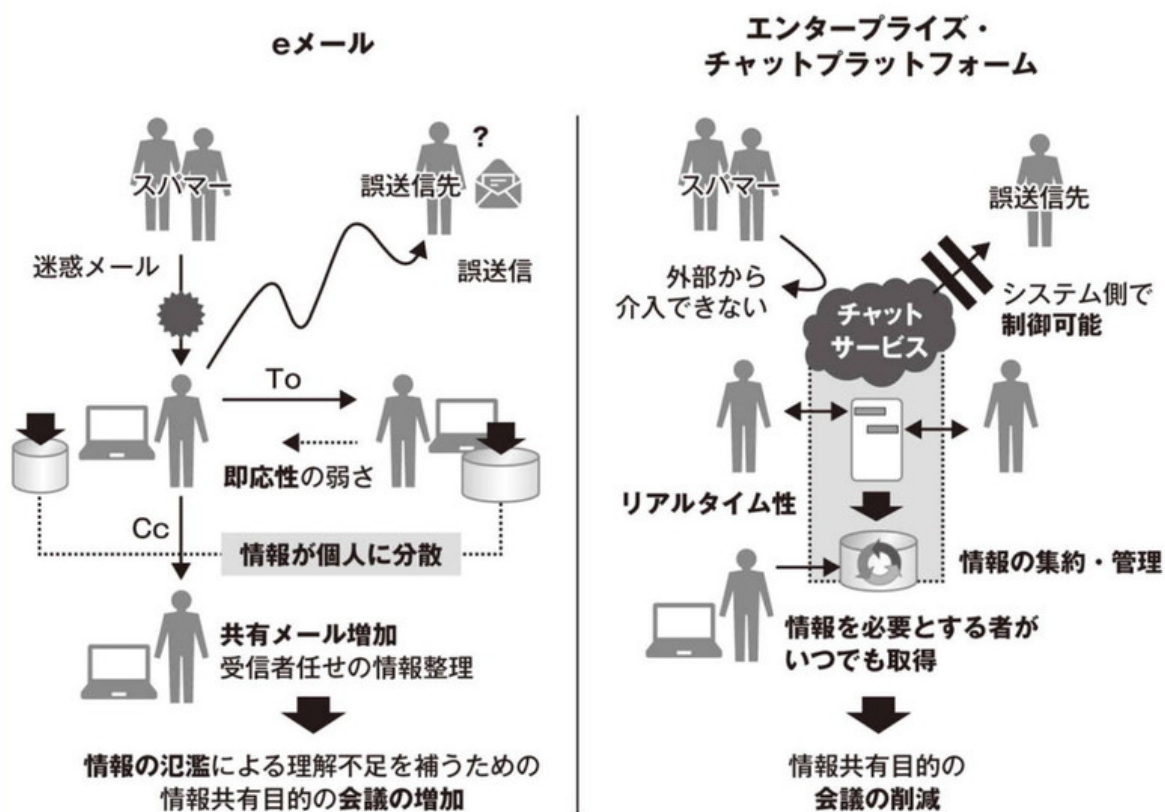 eメール
スパマー
?
誤送信先
迷惑メール
誤送信
To
即応性の弱さ
Cc
情報が個人に分散
共有メール増加
受信者任せの情報整理
情報の氾濫による理解不足を補うための
情報共有目的の会議の増加
エンタープライズ・
チャットプラットフォーム
スパマー
誤送信先
外部から
介入できない
システム側で
制御可能
チャット
サービス
リアルタイム性
情報の集約・管理
情報を必要とする者が
いつでも取得
情報共有目的の
会議の削減